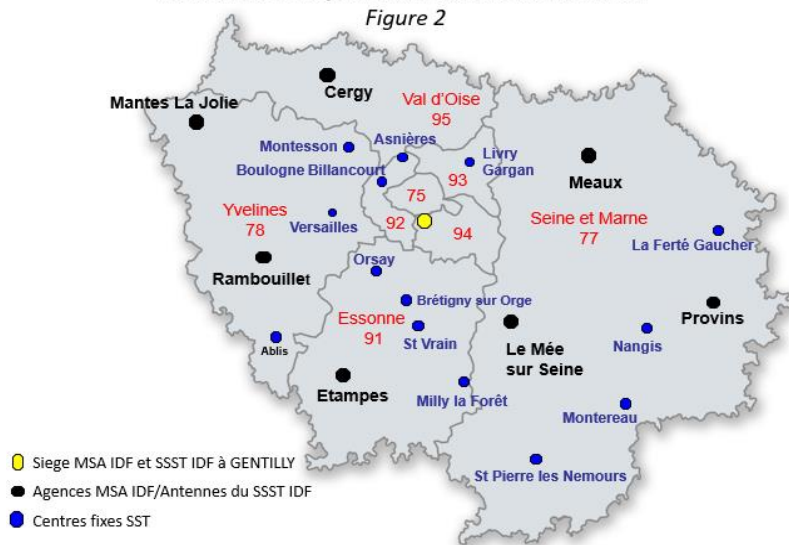 Figure 2
Cergy
Mantes La Jolie
Val d'Oise
95
Asnières
Montesson
Livry
Gargan
Boulogne Billancourt
93
Meaux
75
Yvelines
78
92
94
Seine et Marne
77
Versailles
La Ferté Gaucher
Orsay
Rambouillet
Brétigny sur Orge
Provins
Essonne
91
St Vrain
Le Mée
sur Seine
Nangis
Ablis
Etampes
Milly la Forêt
Montereau
St Pierre les Nemours
Siege MSA IDF et SSST IDF à GENTILLY
Agences MSA IDF/Antennes du SSST IDF
Centres fixes SST